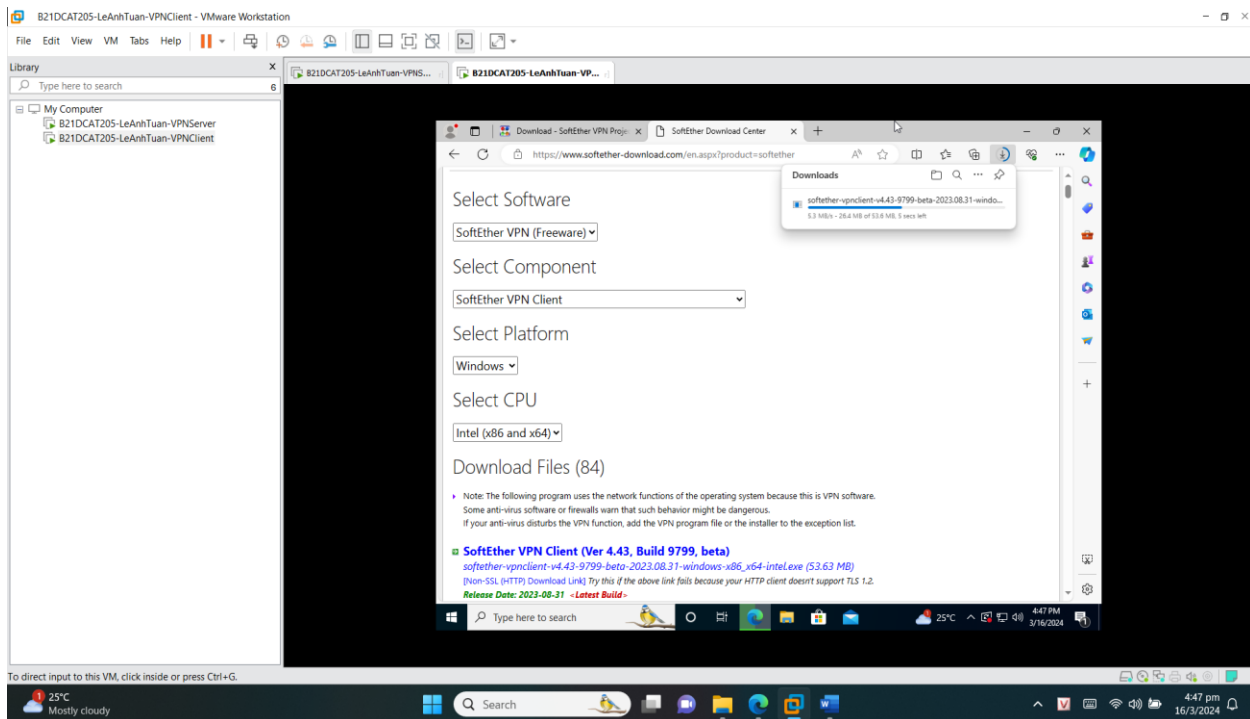 B21DCAT205-LeAnhTuan-VPNClient - VMware Workstation
File Edit View VM Tabs Help
Library X
Type here to search 6
My Computer
B21DCAT205-LeAnhTuan-VPNServer
B21DCAT205-LeAnhTuan-VPNClient
B21DCAT205-LeAnhTuan-VPNS...
B21DCAT205-LeAnhTuan-VP...
Download - SoftEther VPN Proje
SoftEther Download Center
https://www.softether-download.com/en.aspx?product=softether
Downloads
softether-vpnclient-v4.43-9799-beta-2023.08.31-windo...
5.3 MB/s - 28.4 MB of 53.6 MB, 5 secs left
Select Software
SoftEther VPN (Freeware)
Select Component
SoftEther VPN Client
Select Platform
Windows
Select CPU
Intel (x86 and x64)
Download Files (84)
Note: The following program uses the network functions of the operating system because this is VPN software.
Some anti-virus software or firewalls warn that such behavior might be dangerous.
If your anti-virus disturbs the VPN function, add the VPN program file or the installer to the exception list.
SoftEther VPN Client (Ver 4.43, Build 9799, beta)
softether-vpnclient-v4.43-9799-beta-2023.08.31-windows-x86_x64-intel.exe (53.63 MB)
[Non-SSL (HTTP) Download Link] Try this if the above link fails because your HTTP client doesn't support TLS 1.2.
Release Date: 2023-08-31 <Latest Build>
Type here to search
25°C
4:47 PM
3/16/2024
To direct input to this VM, click inside or press Ctrl+G.
1
25°C
Mostly cloudy
Search
4:47 pm
16/3/2024